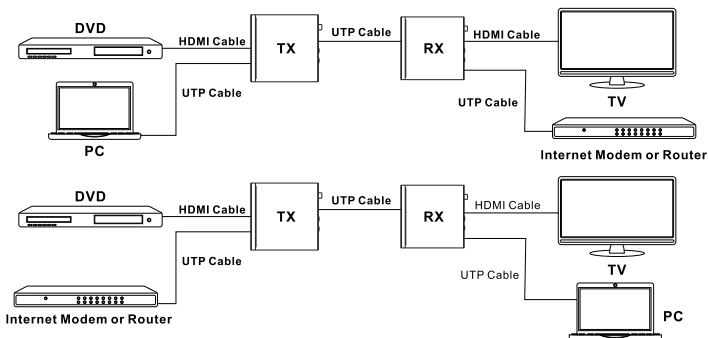 DVD
HDMI Cable
TX
UTP Cable
RX
HDMI Cable
UTP Cable
UTP Cable
TV
PC
Internet Modem or Router
DVD
HDMI Cable
TX
UTP Cable
RX
HDMI Cable
UTP Cable
UTP Cable
TV
Internet Modem or Router
PC